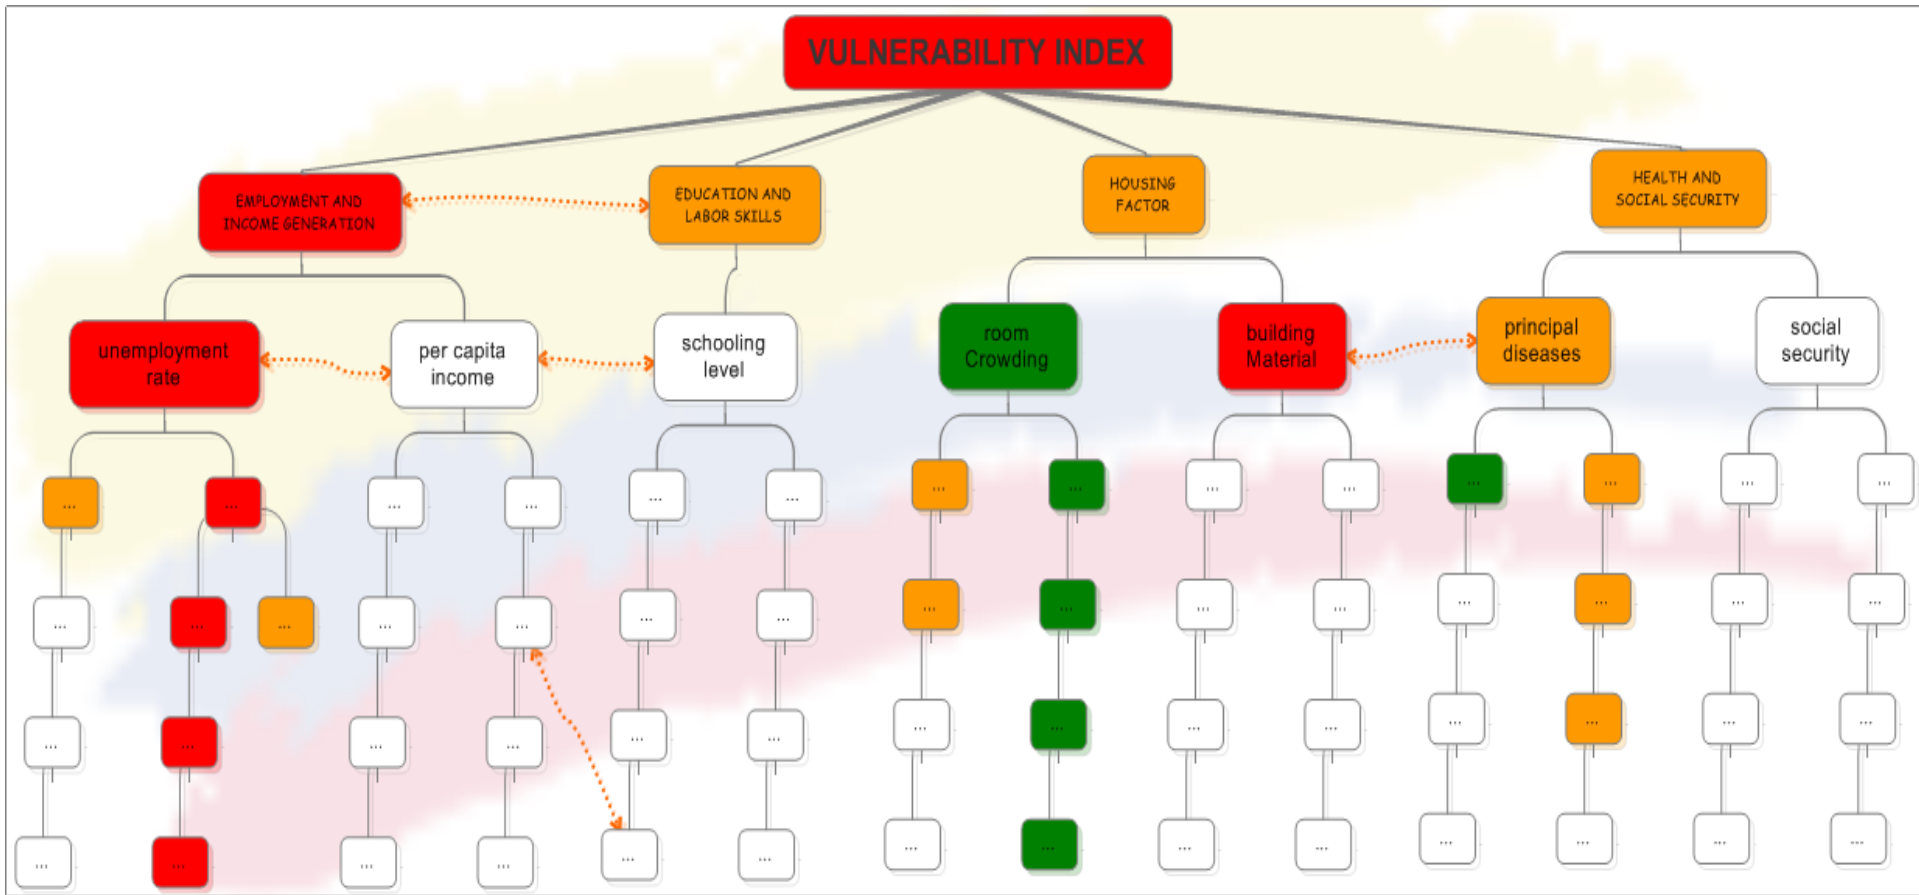 VULNERABILITY INDEX
EMPLOYMENT AND
INCOME GENERATION
EDUCATION AND
LABOR SKILLS
HOUSING
FACTOR
HEALTH AND
SOCIAL SECURITY
unemployment
rate
per capita
income
schooling
level
room
Crowding
building
Material
principal
diseases
social
security
... ... ... ... ... ... ... ... ... ... ... ... ... ...
... ... ... ... ... ... ... ... ... ... ... ... ... ... ...
... ... ... ... ... ... ... ... ... ... ... ... ... ...
... ... ... ... ... ... ... ... ... ... ... ... ... ...